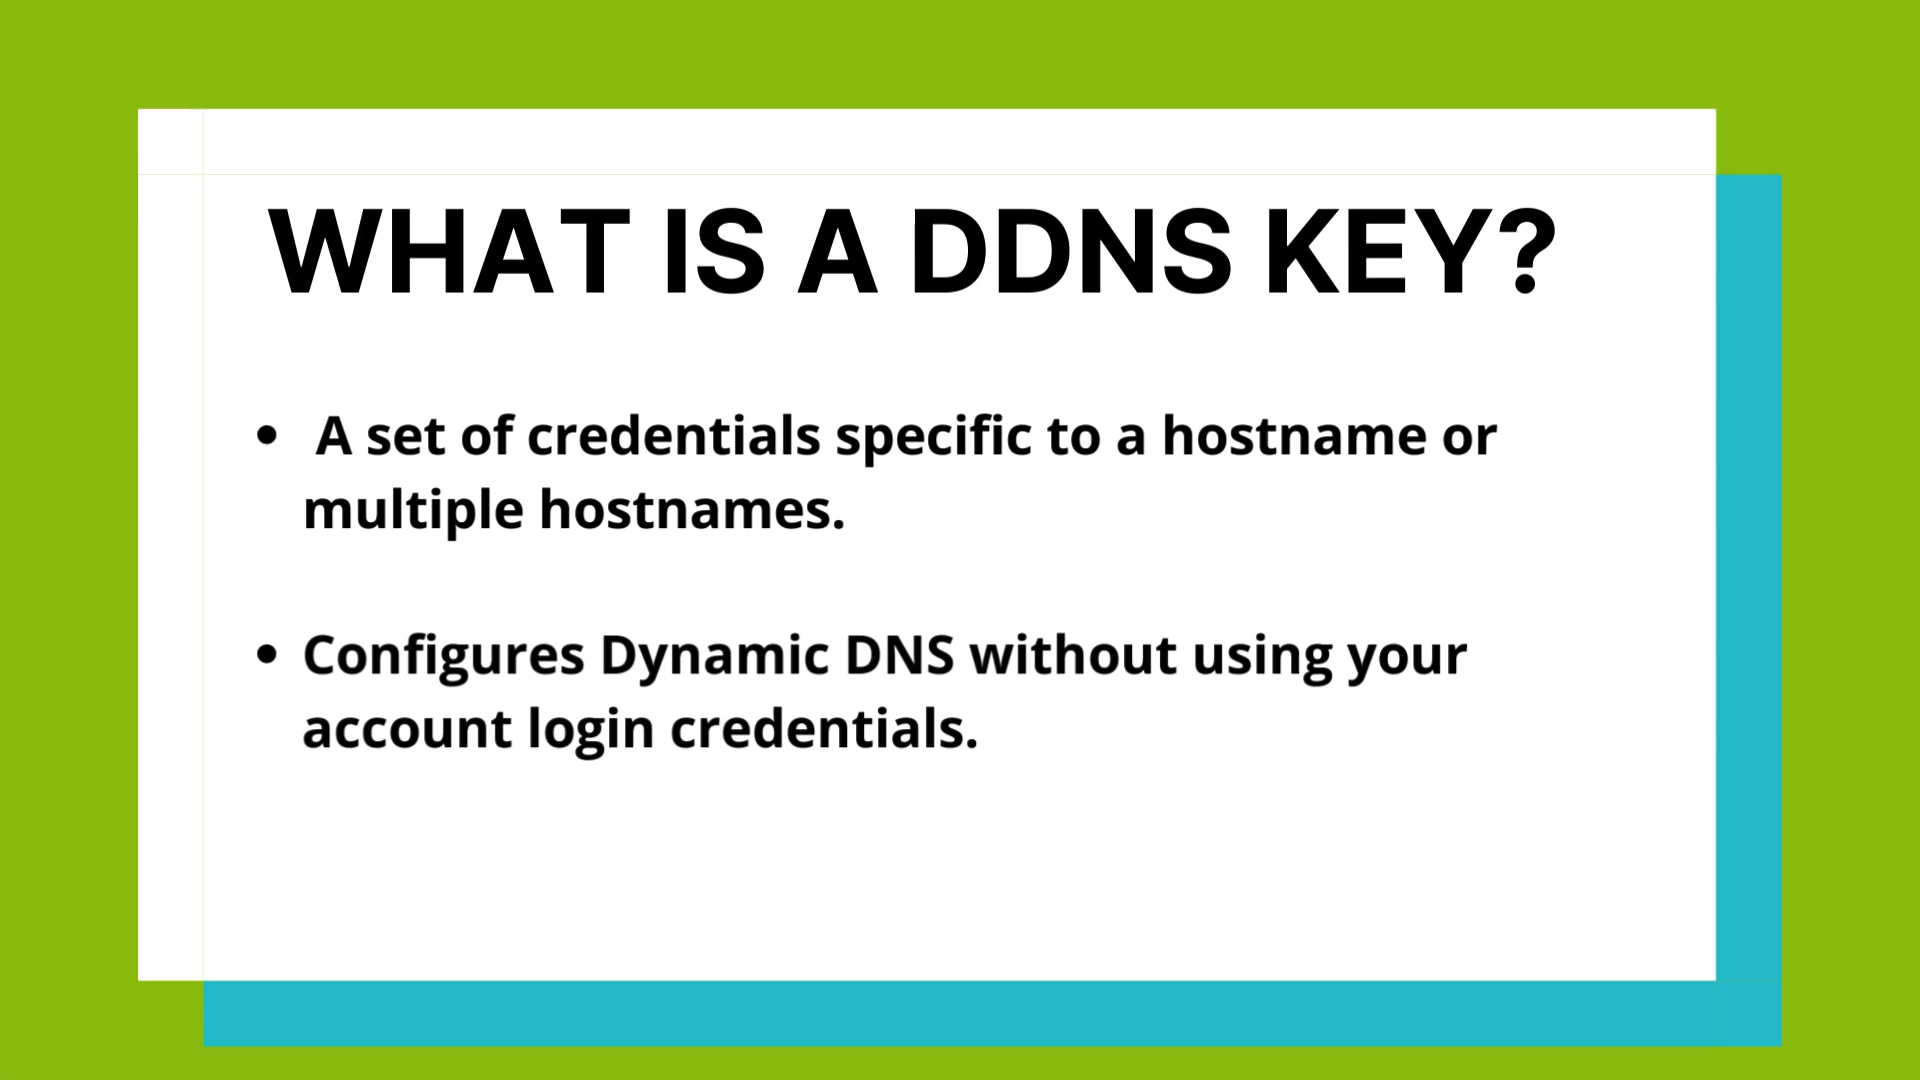 WHAT IS A DDNS KEY?
• A set of credentials specific to a hostname or
multiple hostnames.
• Configures Dynamic DNS without using your
account login credentials.